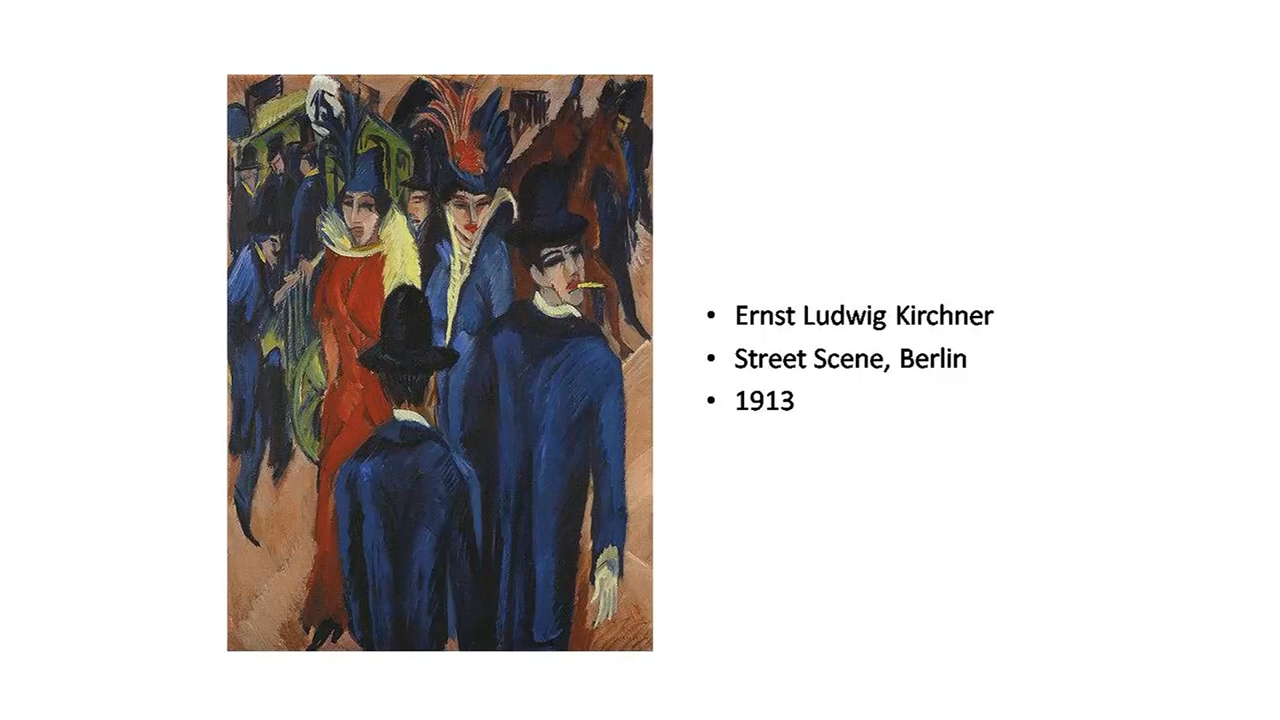 • Ernst Ludwig Kirchner
• Street Scene, Berlin
• 1913